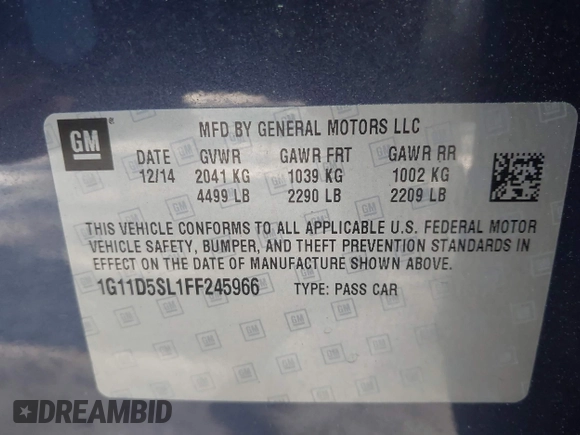 GM
MFD BY GENERAL MOTORS LLC
DATE GVWR GAWR FRT GAWR RR
12/14 2041 KG 1039 KG 1002 KG
4499 LB 2290 LB 2209 LB
THIS VEHICLE CONFORMS TO ALL APPLICABLE U.S. FEDERAL MOTOR
VEHICLE SAFETY, BUMPER, AND THEFT PREVENTION STANDARDS IN
EFFECT ON THE DATE OF MANUFACTURE SHOWN ABOVE.
1G11D5SL1FF245966 TYPE: PASS CAR
DREAMBID